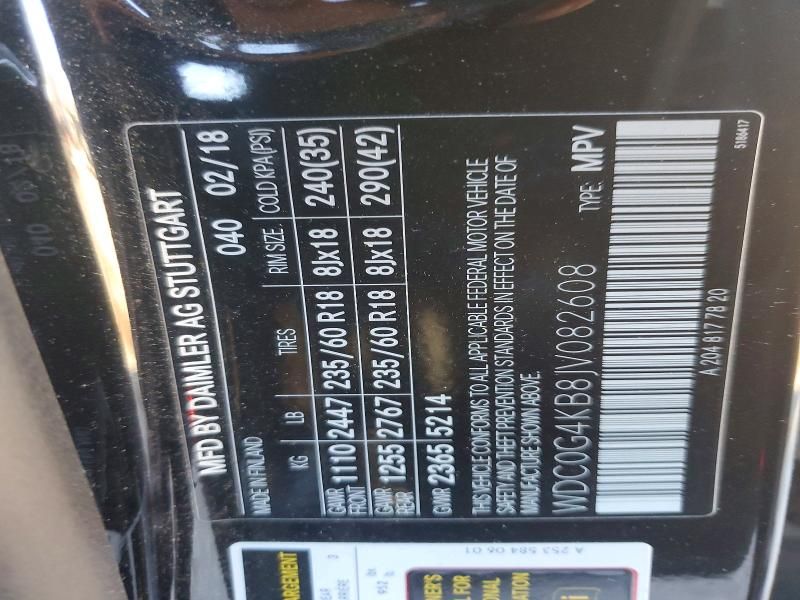 MFD BY DAIMLER AG STUTTGART
MADE IN FINLAND 040 02/18
KG LB TIRES RIM SIZE. COLD KPA(PSI)
GAWR FRONT 1110 2447 235/60 R18 8Jx18 240(35)
GAWR REAR 1255 2767 235/60 R18 8Jx18 290(42)
GVWR 2365 5214
THIS VEHICLE CONFORMS TO ALL APPLICABLE FEDERAL MOTOR VEHICLE
SAFETY AND THEFT PREVENTION STANDARDS IN EFFECT ON THE DATE OF
MANUFACTURE SHOWN ABOVE.
WDC0G4KB8JV082608 TYPE: MPV
A 204 817 78 20
5186417
A 253 584 06 01
952